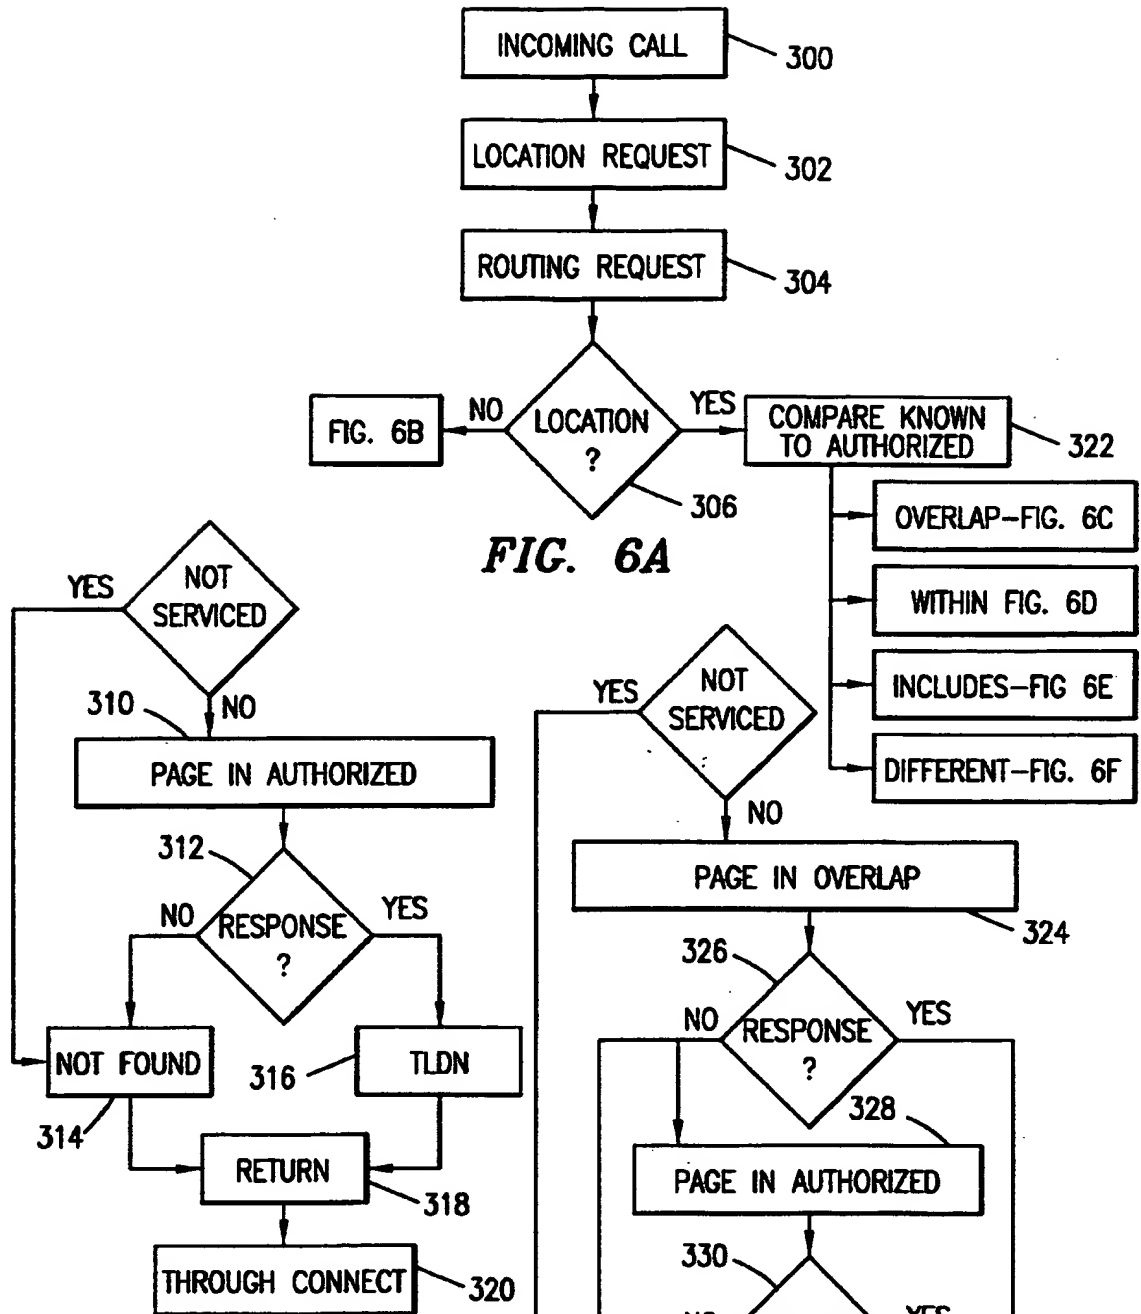 INCOMING CALL
300
LOCATION REQUEST
302
ROUTING REQUEST
304
FIG. 6B
NO
LOCATION
?
YES
COMPARE KNOWN
TO AUTHORIZED
322
306
OVERLAP-FIG. 6C
WITHIN FIG. 6D
INCLUDES-FIG 6E
DIFFERENT-FIG. 6F
FIG. 6A
YES
NOT
SERVICED
NO
310
PAGE IN AUTHORIZED
312
NO
RESPONSE
?
YES
NOT FOUND
314
316
TLDN
RETURN
318
THROUGH CONNECT
320
YES
NOT
SERVICED
NO
PAGE IN OVERLAP
324
326
NO
RESPONSE
?
YES
328
PAGE IN AUTHORIZED
330
NO
YES